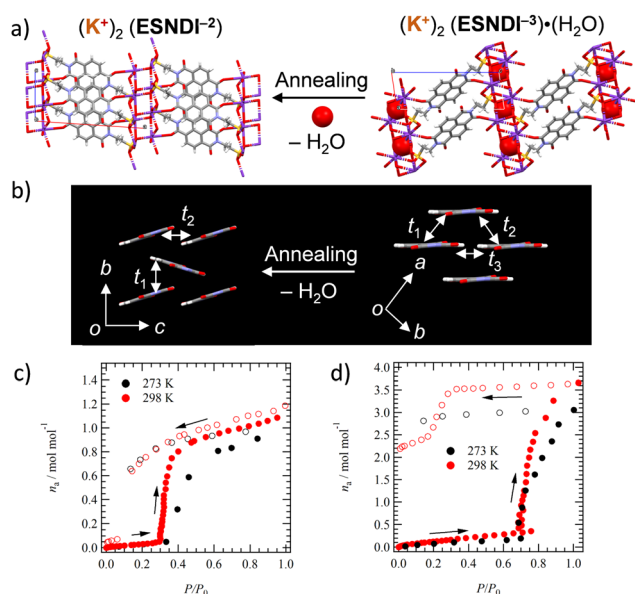 a)
(K⁺)₂ (ESNDI⁻²)
(K⁺)₂ (ESNDI⁻³)•(H₂O)
Annealing
– H₂O
b)
t₂
t₁
b
o
c
Annealing
– H₂O
t₁
t₂
t₃
a
o
b
c)
273 K
298 K
nₐ / mol mol⁻¹
1.4
1.2
1.0
0.8
0.6
0.4
0.2
0.0
0.0 0.2 0.4 0.6 0.8 1.0
P/P₀
d)
273 K
298 K
nₐ / mol mol⁻¹
4.0
3.5
3.0
2.5
2.0
1.5
1.0
0.5
0.0
0.0 0.2 0.4 0.6 0.8 1.0
P/P₀